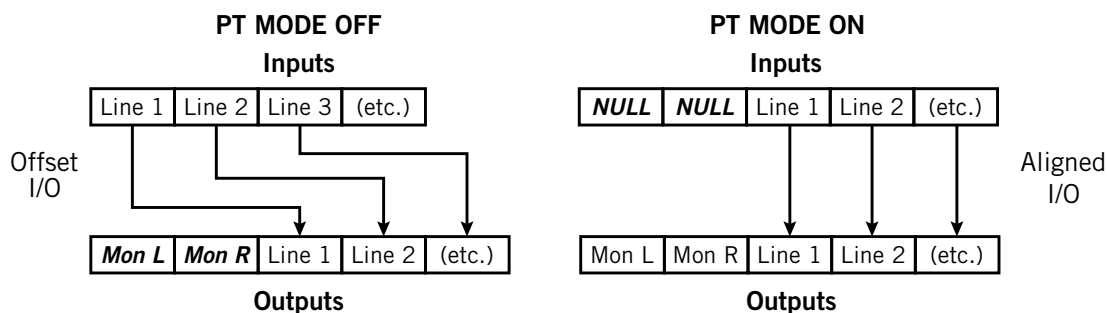 PT MODE OFF
Inputs
Line 1 Line 2 Line 3 (etc.)
Offset
I/O
Mon L Mon R Line 1 Line 2 (etc.)
Outputs
PT MODE ON
Inputs
NULL NULL Line 1 Line 2 (etc.)
Aligned
I/O
Mon L Mon R Line 1 Line 2 (etc.)
Outputs